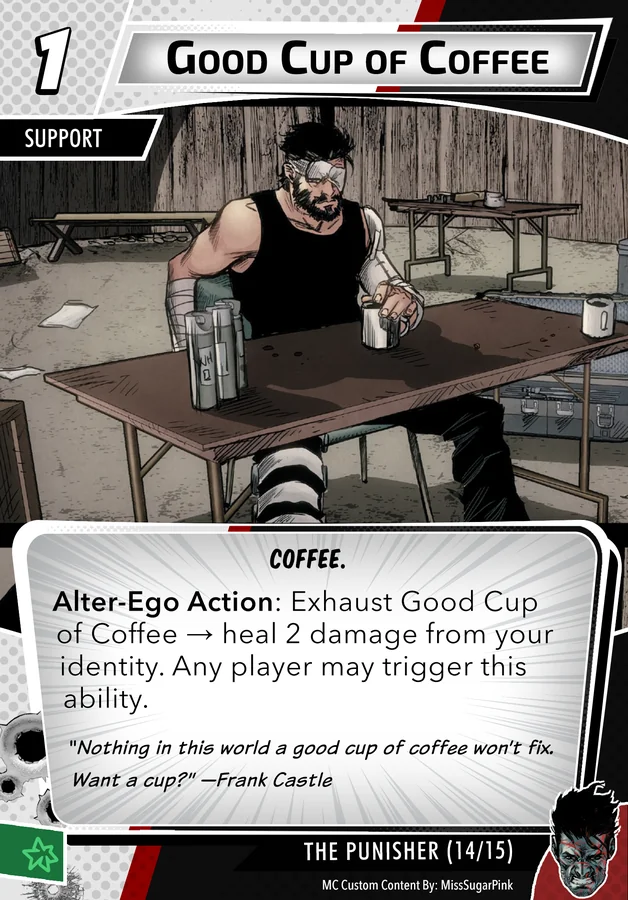 1
GOOD CUP OF COFFEE
SUPPORT
COFFEE.
Alter-Ego Action: Exhaust Good Cup
of Coffee → heal 2 damage from your
identity. Any player may trigger this
ability.
"Nothing in this world a good cup of coffee won't fix.
Want a cup?" —Frank Castle
THE PUNISHER (14/15)
MC Custom Content By: MissSugarPink